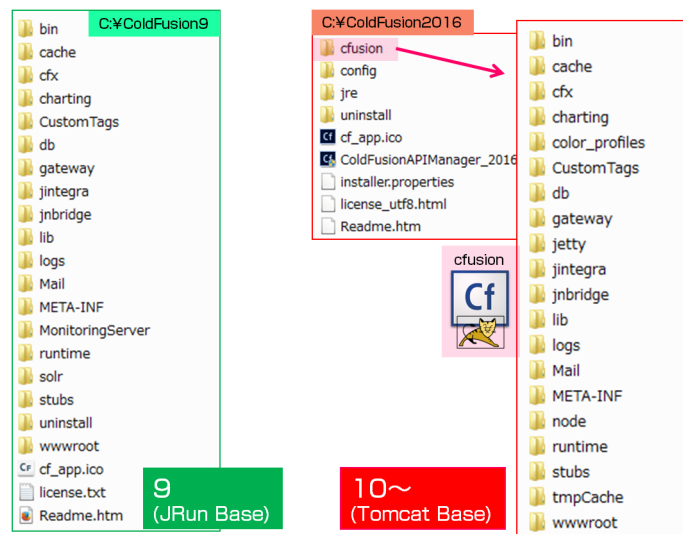 C:¥ColdFusion9
bin
cache
cfx
charting
CustomTags
db
gateway
jintegra
jnbridge
lib
logs
Mail
META-INF
MonitoringServer
runtime
solr
stubs
uninstall
wwwroot
cf_app.ico
license.txt
Readme.htm
9
(JRun Base)
C:¥ColdFusion2016
cfusion
config
jre
uninstall
cf_app.ico
ColdFusionAPIManager_2016
installer.properties
license_utf8.html
Readme.htm
cfusion
Cf
10～
(Tomcat Base)
bin
cache
cfx
charting
color_profiles
CustomTags
db
gateway
jetty
jintegra
jnbridge
lib
logs
Mail
META-INF
node
runtime
stubs
tmpCache
wwwroot